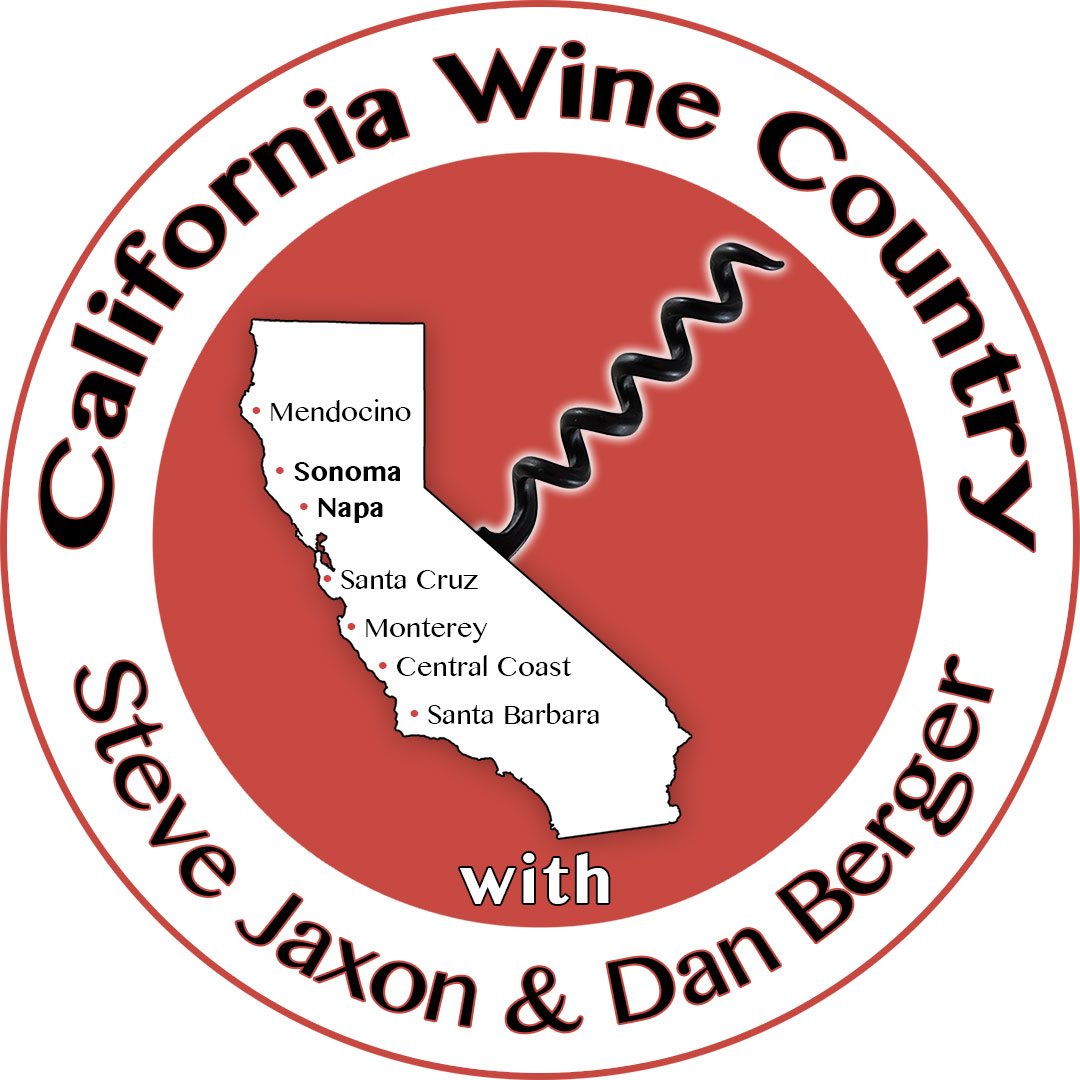 California Wine Country
• Mendocino
• Sonoma
• Napa
• Santa Cruz
• Monterey
• Central Coast
• Santa Barbara
with
Steve Jaxon & Dan Berger